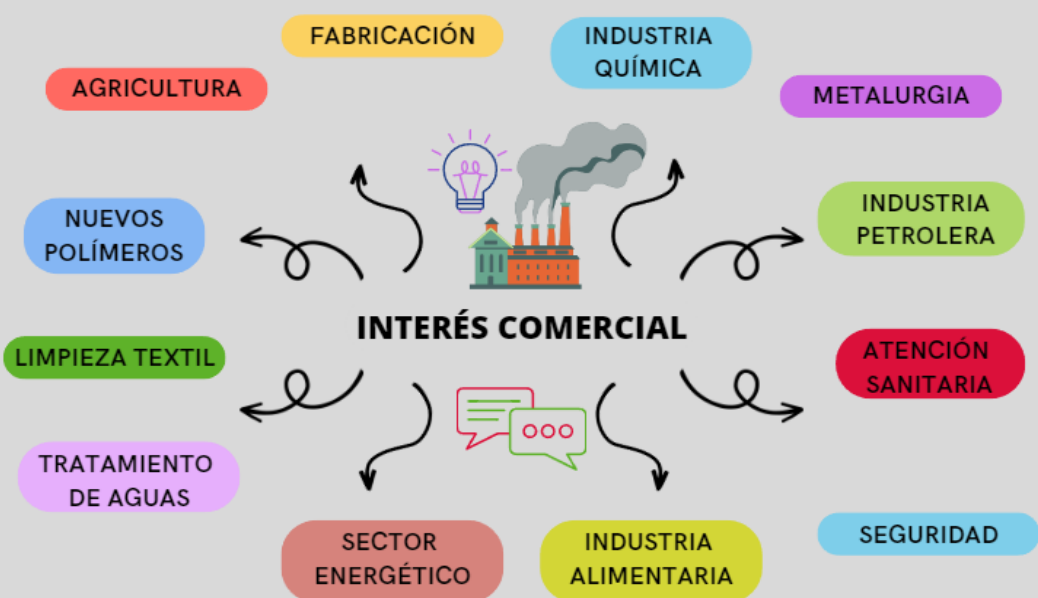 FABRICACIÓN
INDUSTRIA
QUÍMICA
AGRICULTURA
METALURGIA
NUEVOS
POLÍMEROS
INDUSTRIA
PETROLERA
INTERÉS COMERCIAL
LIMPIEZA TEXTIL
ATENCIÓN
SANITARIA
TRATAMIENTO
DE AGUAS
SECTOR
ENERGÉTICO
INDUSTRIA
ALIMENTARIA
SEGURIDAD